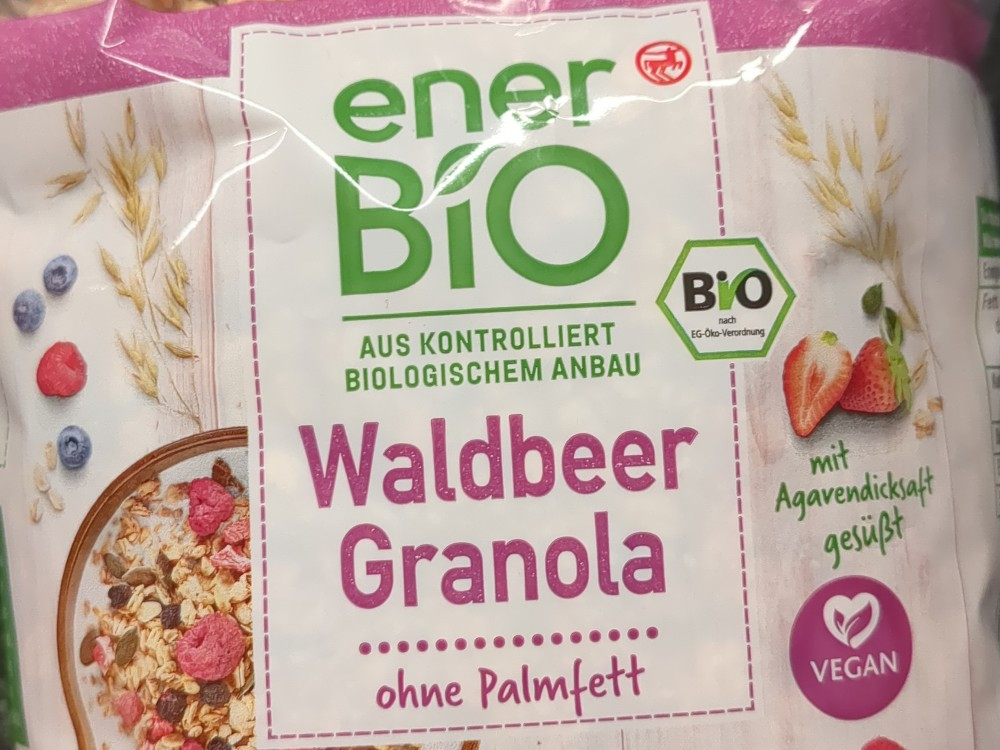 ener
BiO
AUS KONTROLLIERT
BIOLOGISCHEM ANBAU
BiO
nach
EG-Öko-Verordnung
Waldbeer
Granola
ohne Palmfett
mit
Agavendicksaft
gesüßt
VEGAN